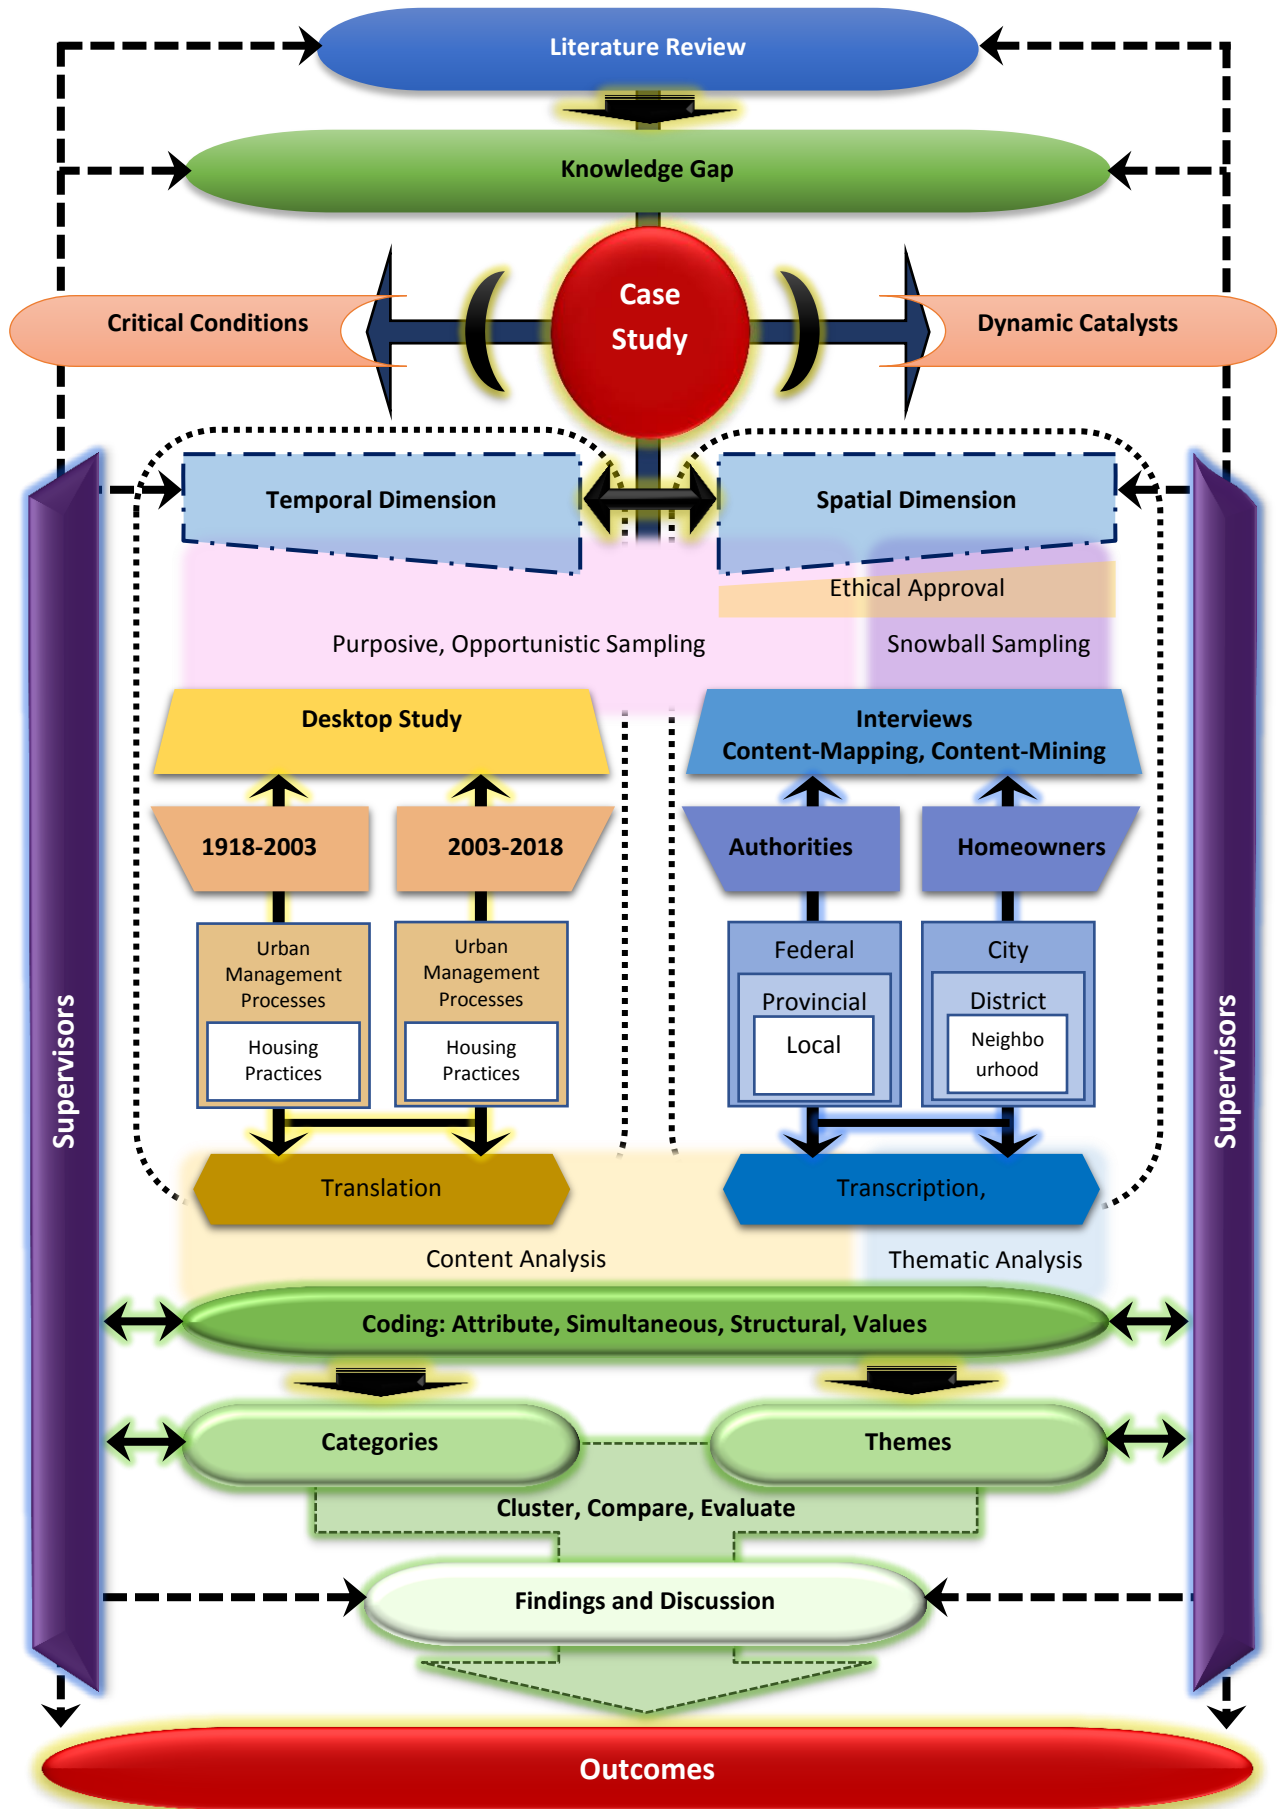 Literature Review
Knowledge Gap
Case
Study
Critical Conditions
Dynamic Catalysts
Temporal Dimension
Spatial Dimension
Ethical Approval
Purposive, Opportunistic Sampling
Snowball Sampling
Desktop Study
Interviews
Content-Mapping, Content-Mining
1918-2003
2003-2018
Authorities
Homeowners
Urban
Management
Processes
Housing
Practices
Urban
Management
Processes
Housing
Practices
Federal
Provincial
Local
City
District
Neighbo
urhood
Supervisors
Supervisors
Translation
Transcription,
Content Analysis
Thematic Analysis
Coding: Attribute, Simultaneous, Structural, Values
Categories
Themes
Cluster, Compare, Evaluate
Findings and Discussion
Outcomes